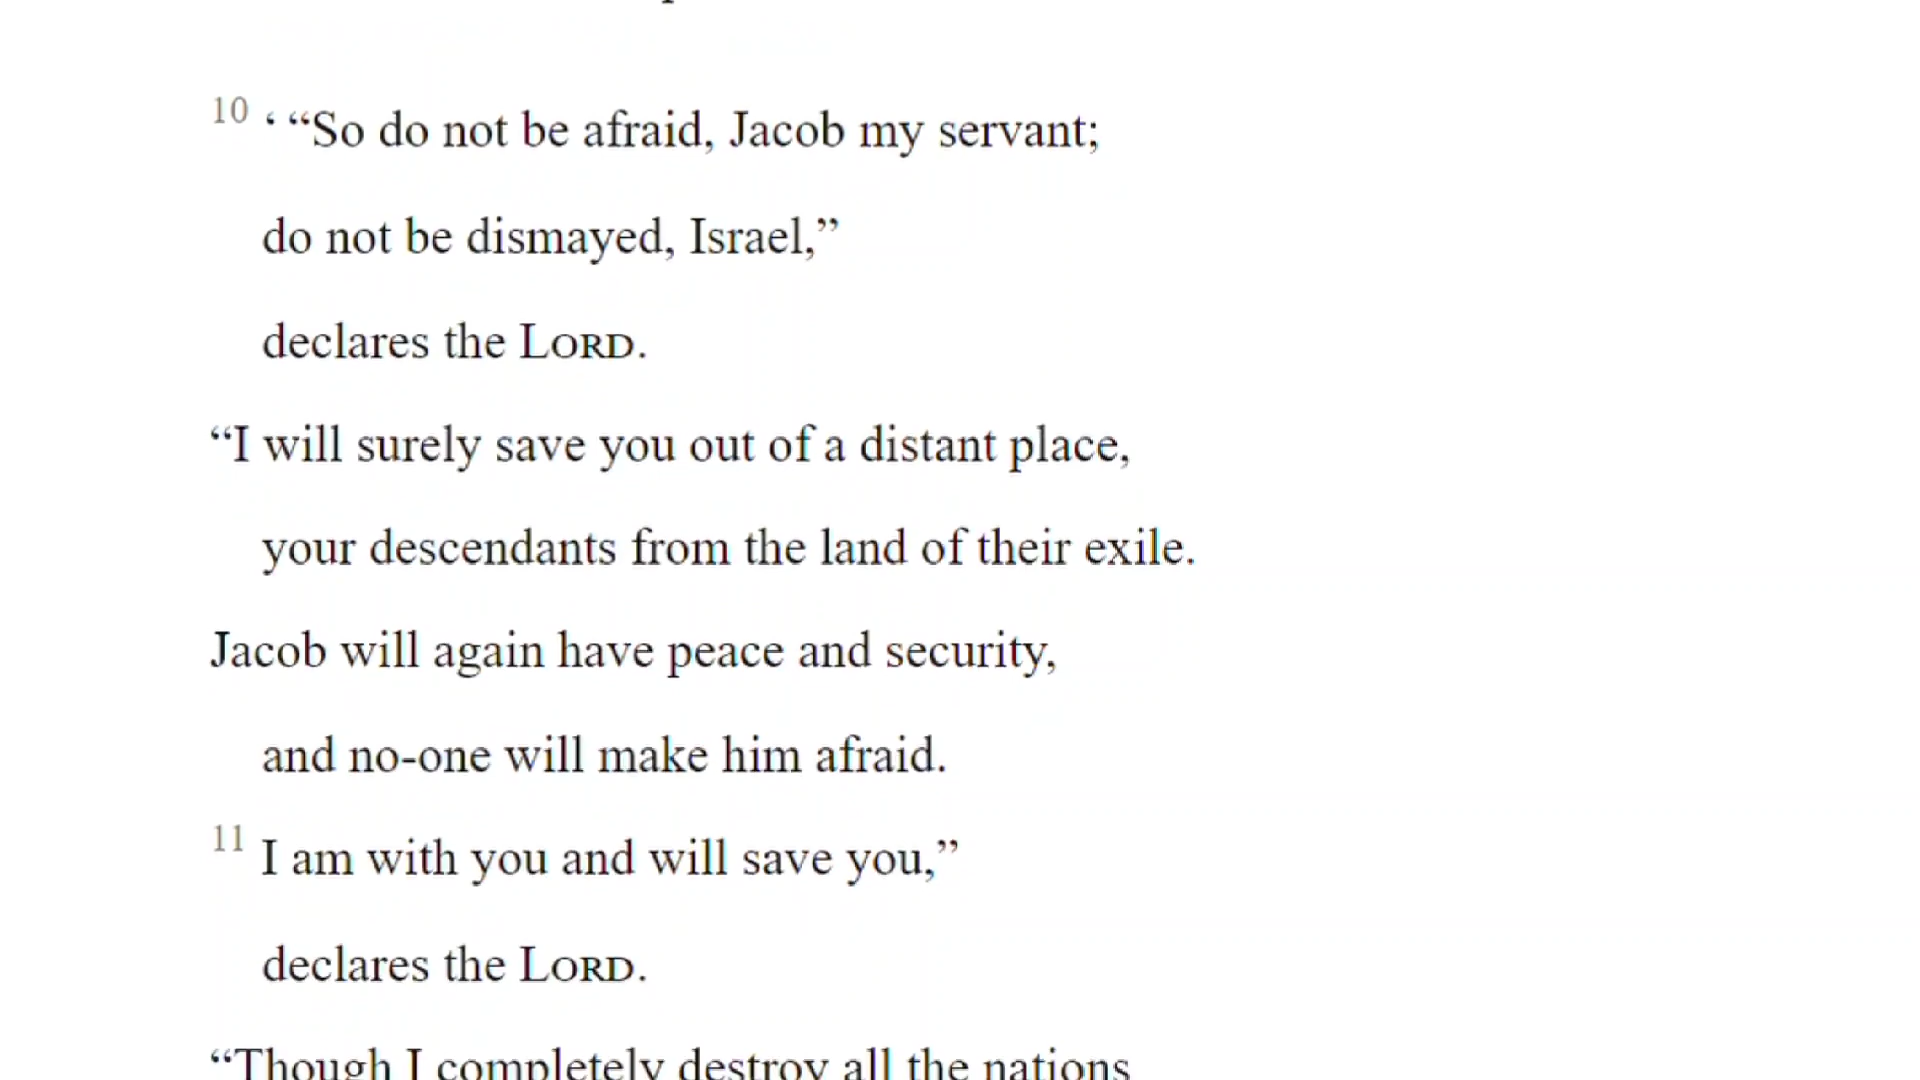 10 ‘ “So do not be afraid, Jacob my servant;
do not be dismayed, Israel,”
declares the LORD.
“I will surely save you out of a distant place,
your descendants from the land of their exile.
Jacob will again have peace and security,
and no-one will make him afraid.
11 I am with you and will save you,”
declares the LORD.
“Though I completely destroy all the nations